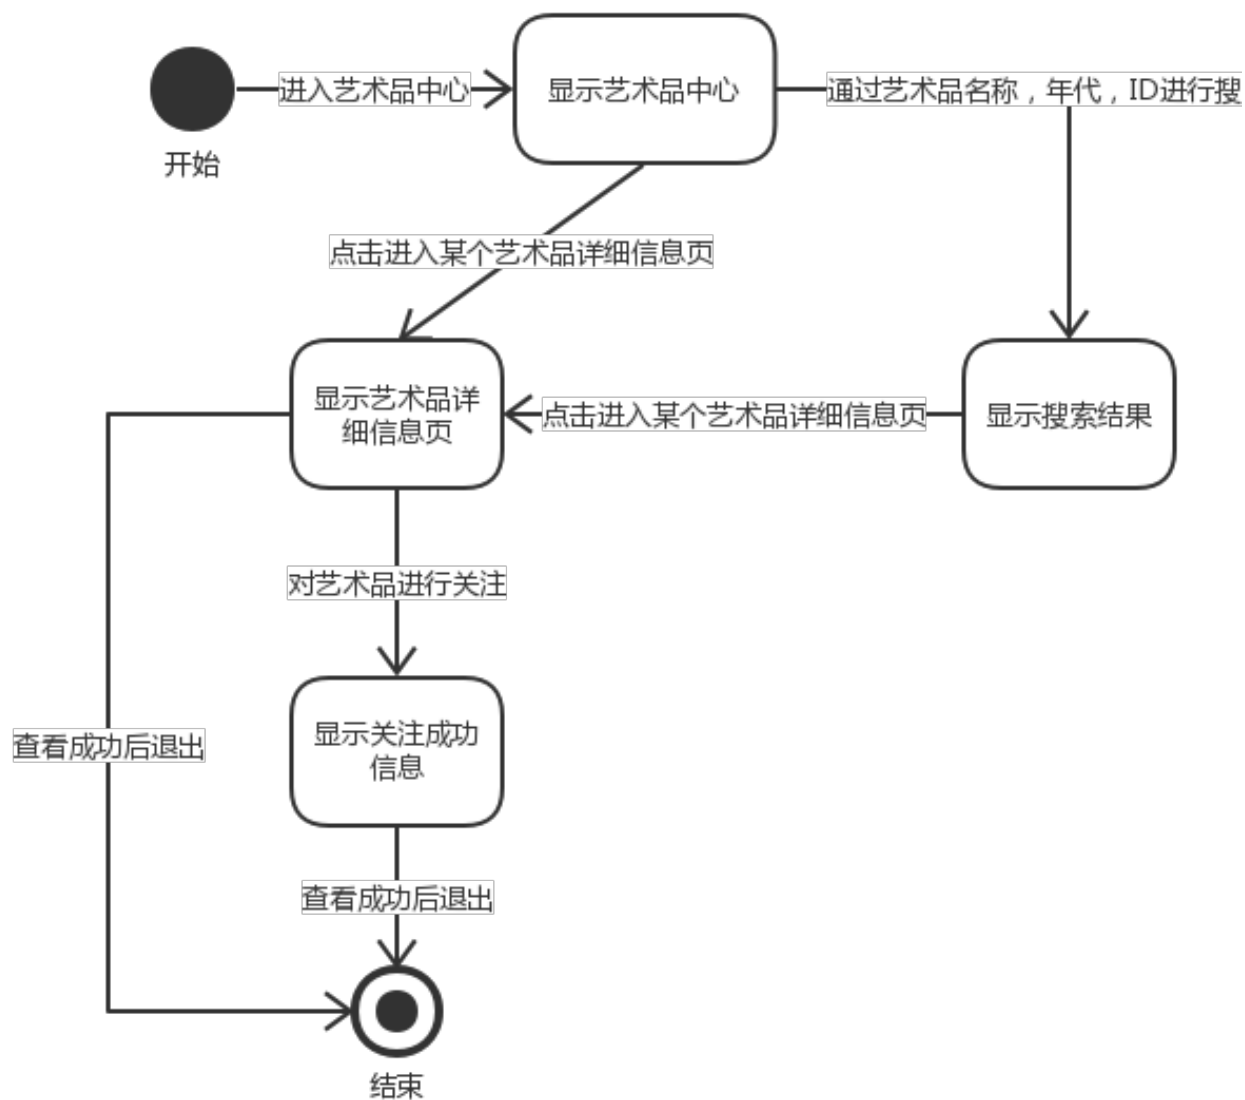 进入艺术品中心
显示艺术品中心
通过艺术品名称，年代，ID进行搜
开始
点击进入某个艺术品详细信息页
显示艺术品详
细信息页
点击进入某个艺术品详细信息页
显示搜索结果
对艺术品进行关注
显示关注成功
信息
查看成功后退出
查看成功后退出
结束